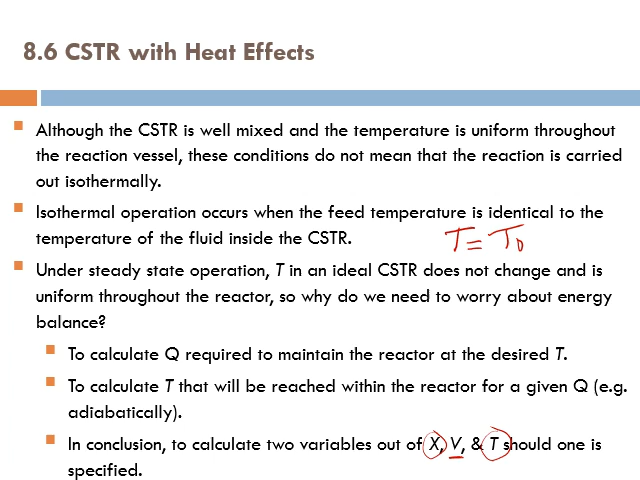 8.6 CSTR with Heat Effects
Although the CSTR is well mixed and the temperature is uniform throughout
the reaction vessel, these conditions do not mean that the reaction is carried
out isothermally.
Isothermal operation occurs when the feed temperature is identical to the
temperature of the fluid inside the CSTR.
T = T0
Under steady state operation, T in an ideal CSTR does not change and is
uniform throughout the reactor, so why do we need to worry about energy
balance?
To calculate Q required to maintain the reactor at the desired T.
To calculate T that will be reached within the reactor for a given Q (e.g.
adiabatically).
In conclusion, to calculate two variables out of X, V, & T should one is
specified.